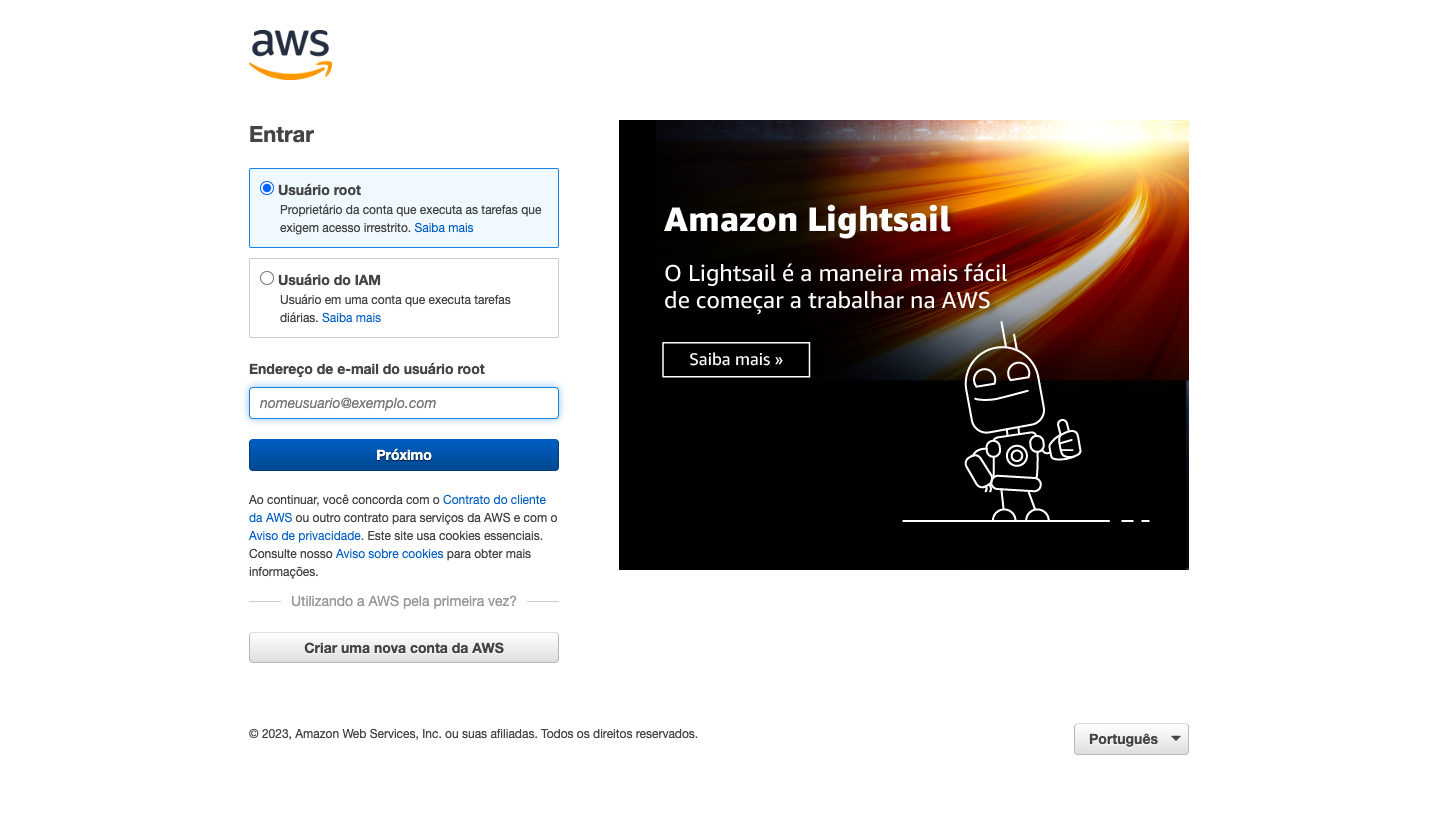 aws
Entrar
Usuário root
Proprietário da conta que executa as tarefas que
exigem acesso irrestrito. Saiba mais
Usuário do IAM
Usuário em uma conta que executa tarefas
diárias. Saiba mais
Endereço de e-mail do usuário root
nomeusuario@exemplo.com
Próximo
Ao continuar, você concorda com o Contrato do cliente
da AWS ou outro contrato para serviços da AWS e com o
Aviso de privacidade. Este site usa cookies essenciais.
Consulte nosso Aviso sobre cookies para obter mais
informações.
Utilizando a AWS pela primeira vez?
Criar uma nova conta da AWS
Amazon Lightsail
O Lightsail é a maneira mais fácil
de começar a trabalhar na AWS
Saiba mais »
© 2023, Amazon Web Services, Inc. ou suas afiliadas. Todos os direitos reservados.
Português